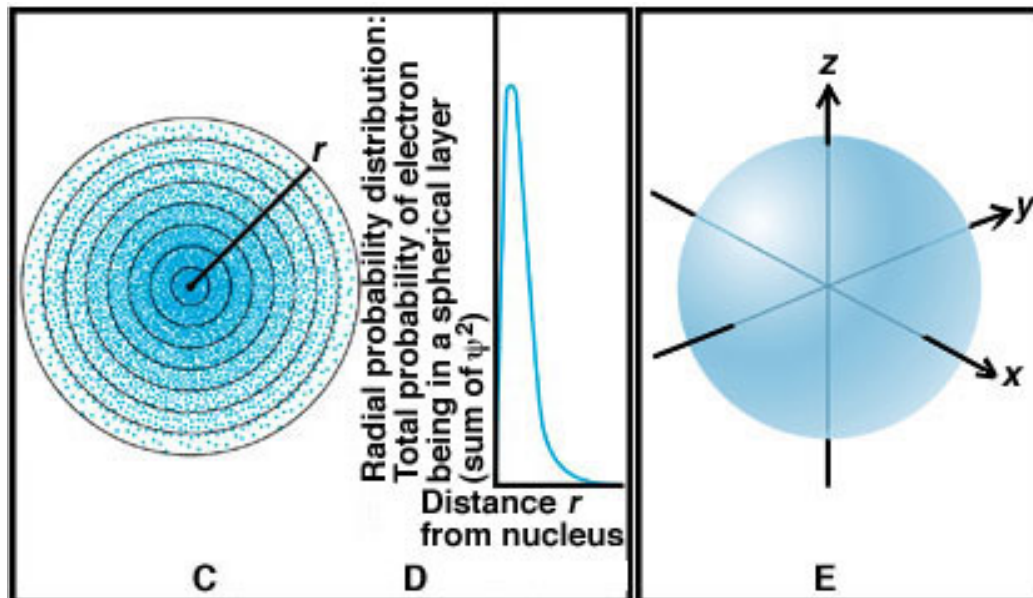 r
Radial probability distribution:
Total probability of electron
being in a spherical layer
(sum of ψ²)
Distance r
from nucleus
C
D
z
y
x
E